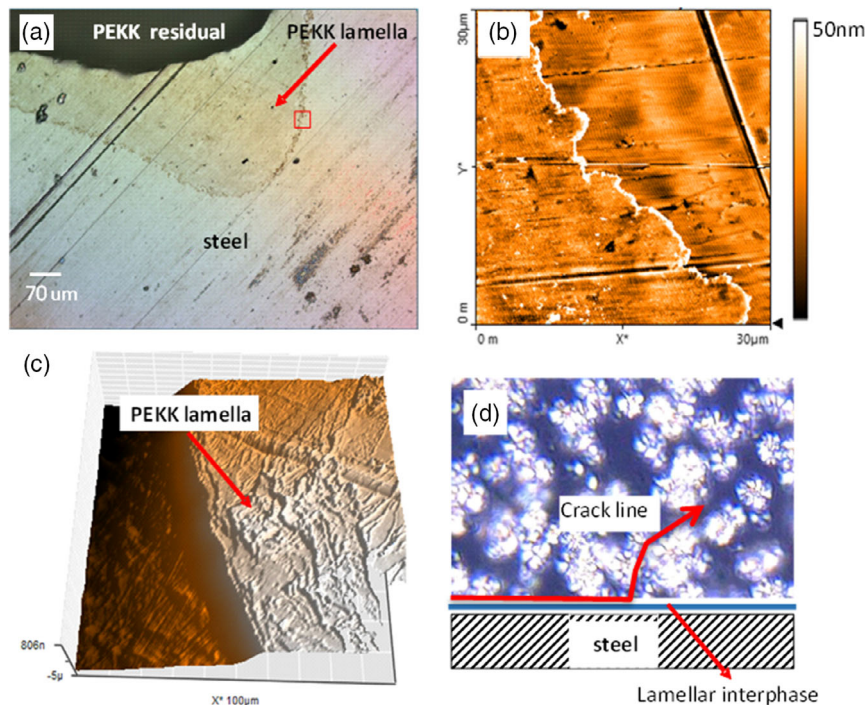 (a)
PEKK residual
PEKK lamella
steel
70 um
(b)
50nm
30µm
Y*
0 m
0 m
X*
30µm
(c)
PEKK lamella
806n
-5µ
X* 100µm
(d)
Crack line
steel
Lamellar interphase